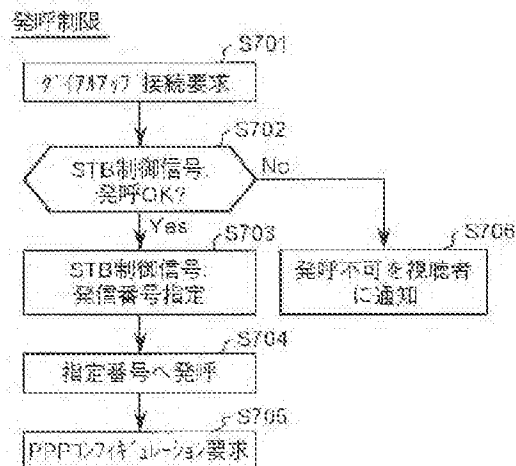 発呼制限
S701
ﾀﾞｲｱﾙｱｯﾌﾟ 接続要求
S702
STB制御信号:
発呼OK?
No
Yes
S703
STB制御信号:
発信番号指定
S706
発呼不可を視聴者
に通知
S704
指定番号へ発呼
S705
PPPｺﾝﾌｨｷﾞｭﾚｰｼｮﾝ要求